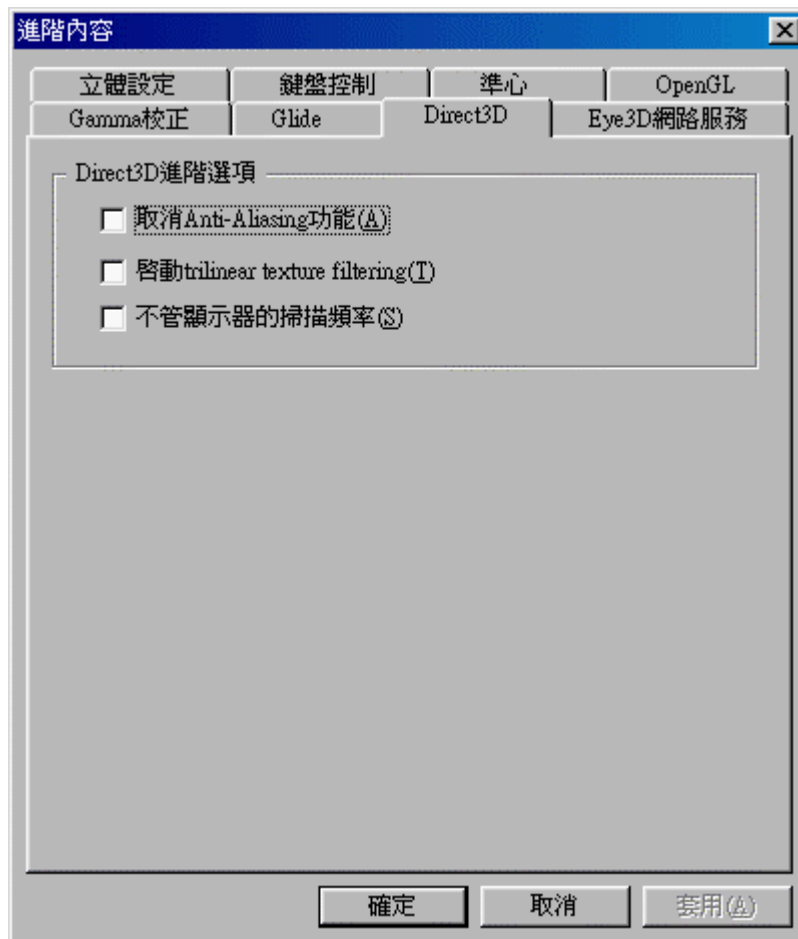 進階內容
立體設定 鍵盤控制 準心 OpenGL
Gamma校正 Glide Direct3D Eye3D網路服務
Direct3D進階選項
取消Anti-Aliasing功能(A)
啓動trilinear texture filtering(T)
不管顯示器的掃描頻率(S)
確定 取消 套用(A)